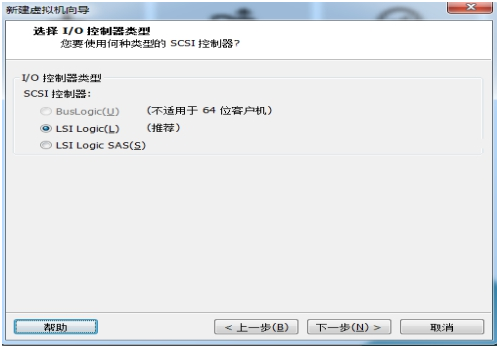 新建虚拟机向导
选择 I/O 控制器类型
您要使用何种类型的 SCSI 控制器?
I/O 控制器类型
SCSI 控制器:
BusLogic(U) (不适用于 64 位客户机)
LSI Logic(L) (推荐)
LSI Logic SAS(S)
帮助 < 上一步(B) 下一步(N) > 取消